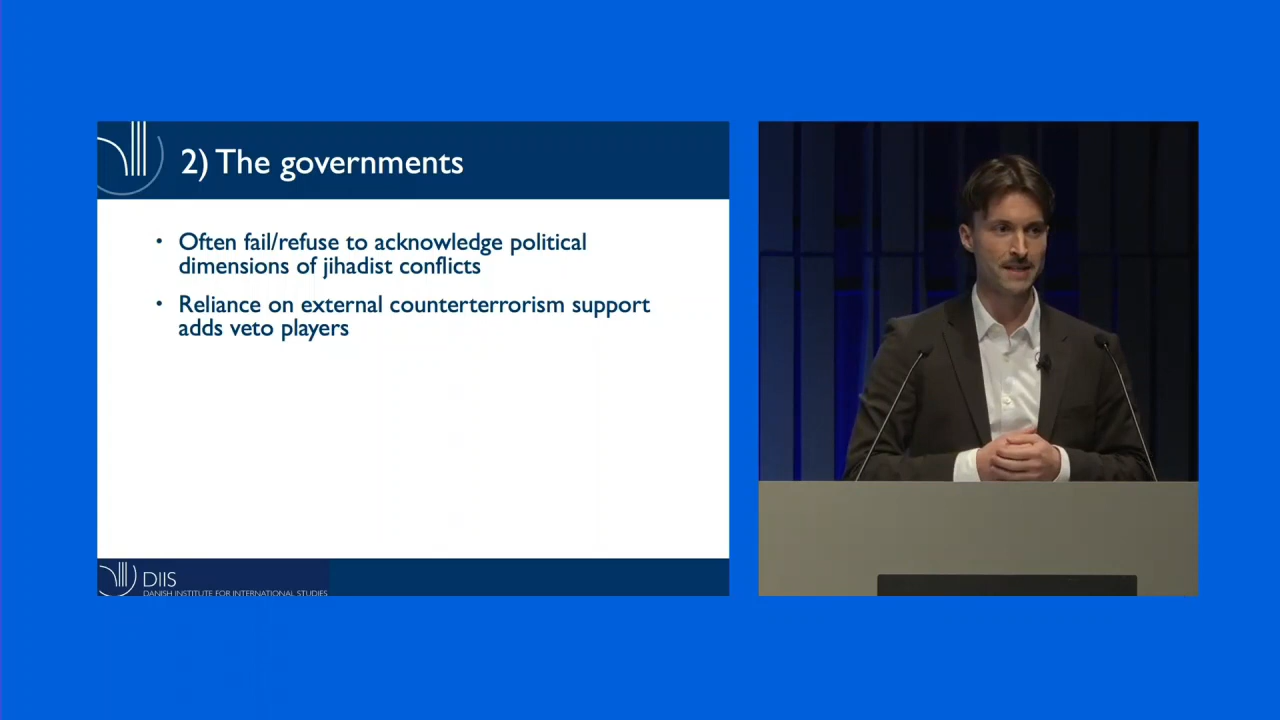 2) The governments
• Often fail/refuse to acknowledge political
dimensions of jihadist conflicts
• Reliance on external counterterrorism support
adds veto players
DIIS
DANISH INSTITUTE FOR INTERNATIONAL STUDIES